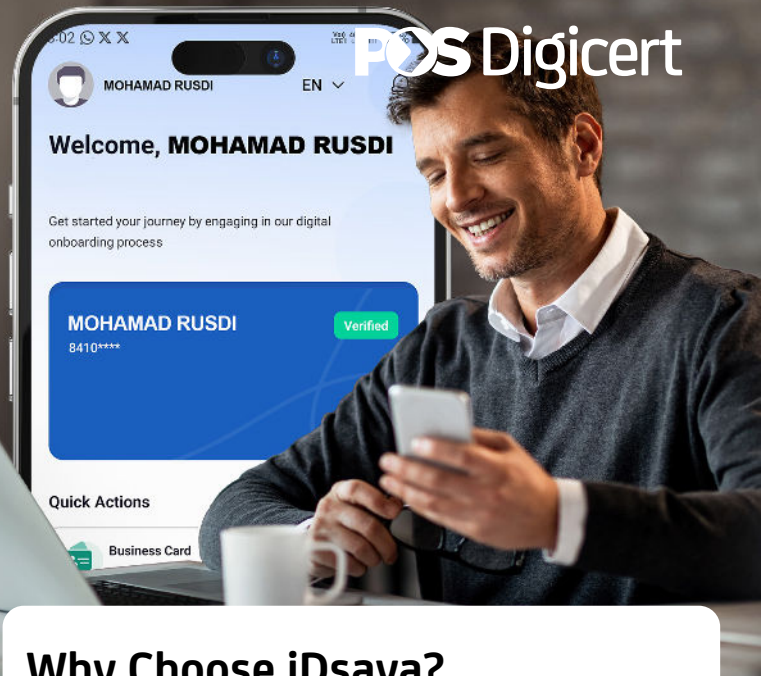 :02
POS Digicert
MOHAMAD RUSDI
EN
Welcome, MOHAMAD RUSDI
Get started your journey by engaging in our digital
onboarding process
MOHAMAD RUSDI
Verified
8410****
Quick Actions
Business Card
Why Choose iDsaya?